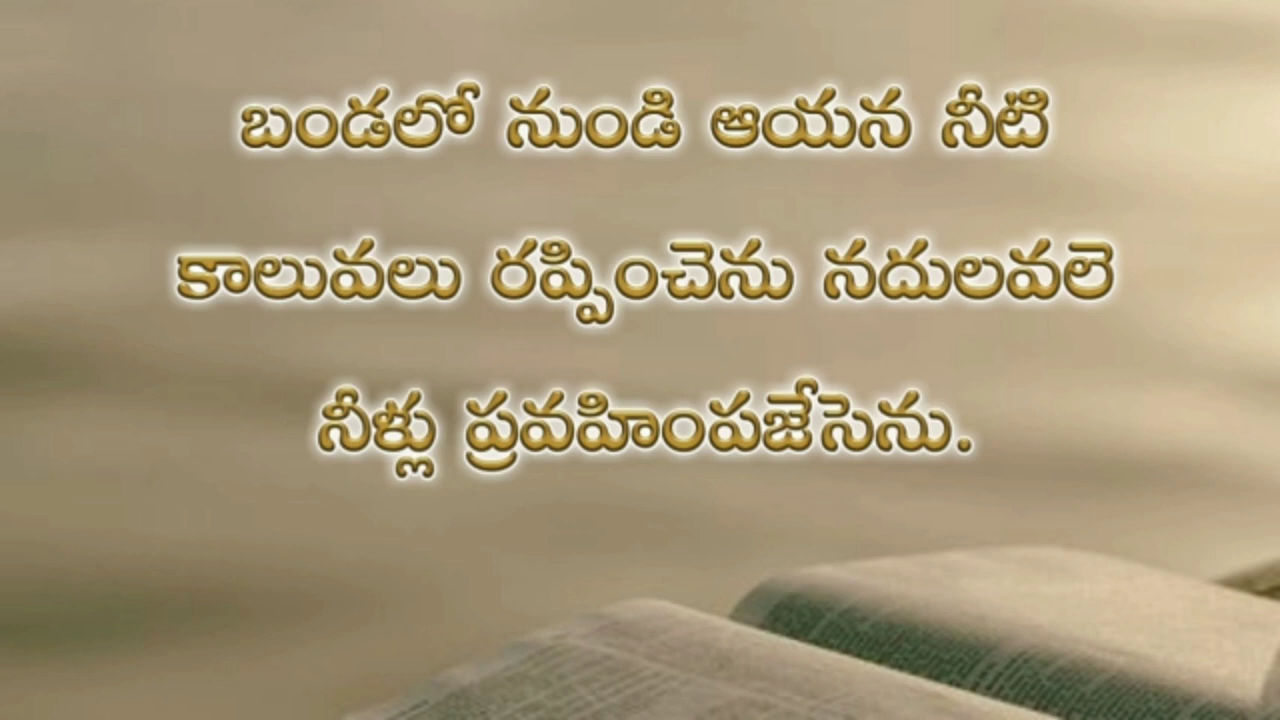 బండలో నుండి ఆయన నీటి
కాలువలు రప్పించెను నదులవలె
నీళ్లు ప్రవహింపజేసెను.